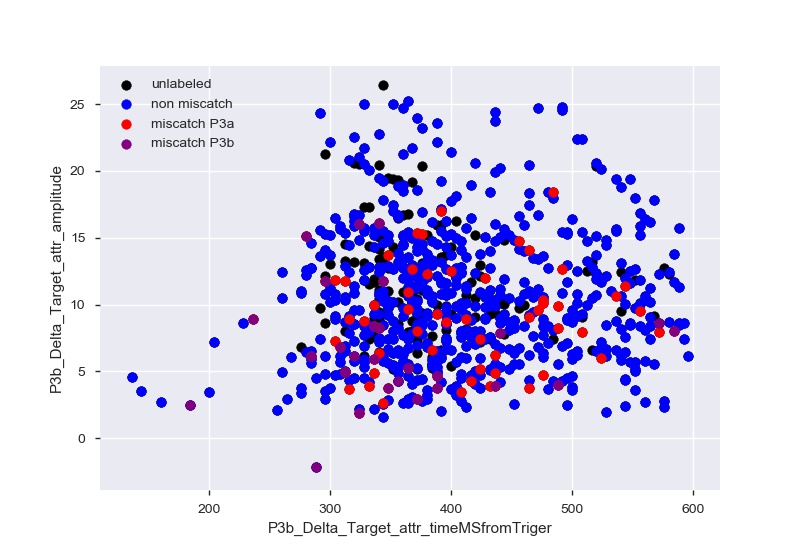 unlabeled
non miscatch
miscatch P3a
miscatch P3b
25
20
15
10
5
0
P3b_Delta_Target_attr_amplitude
200 300 400 500 600
P3b_Delta_Target_attr_timeMSfromTriger